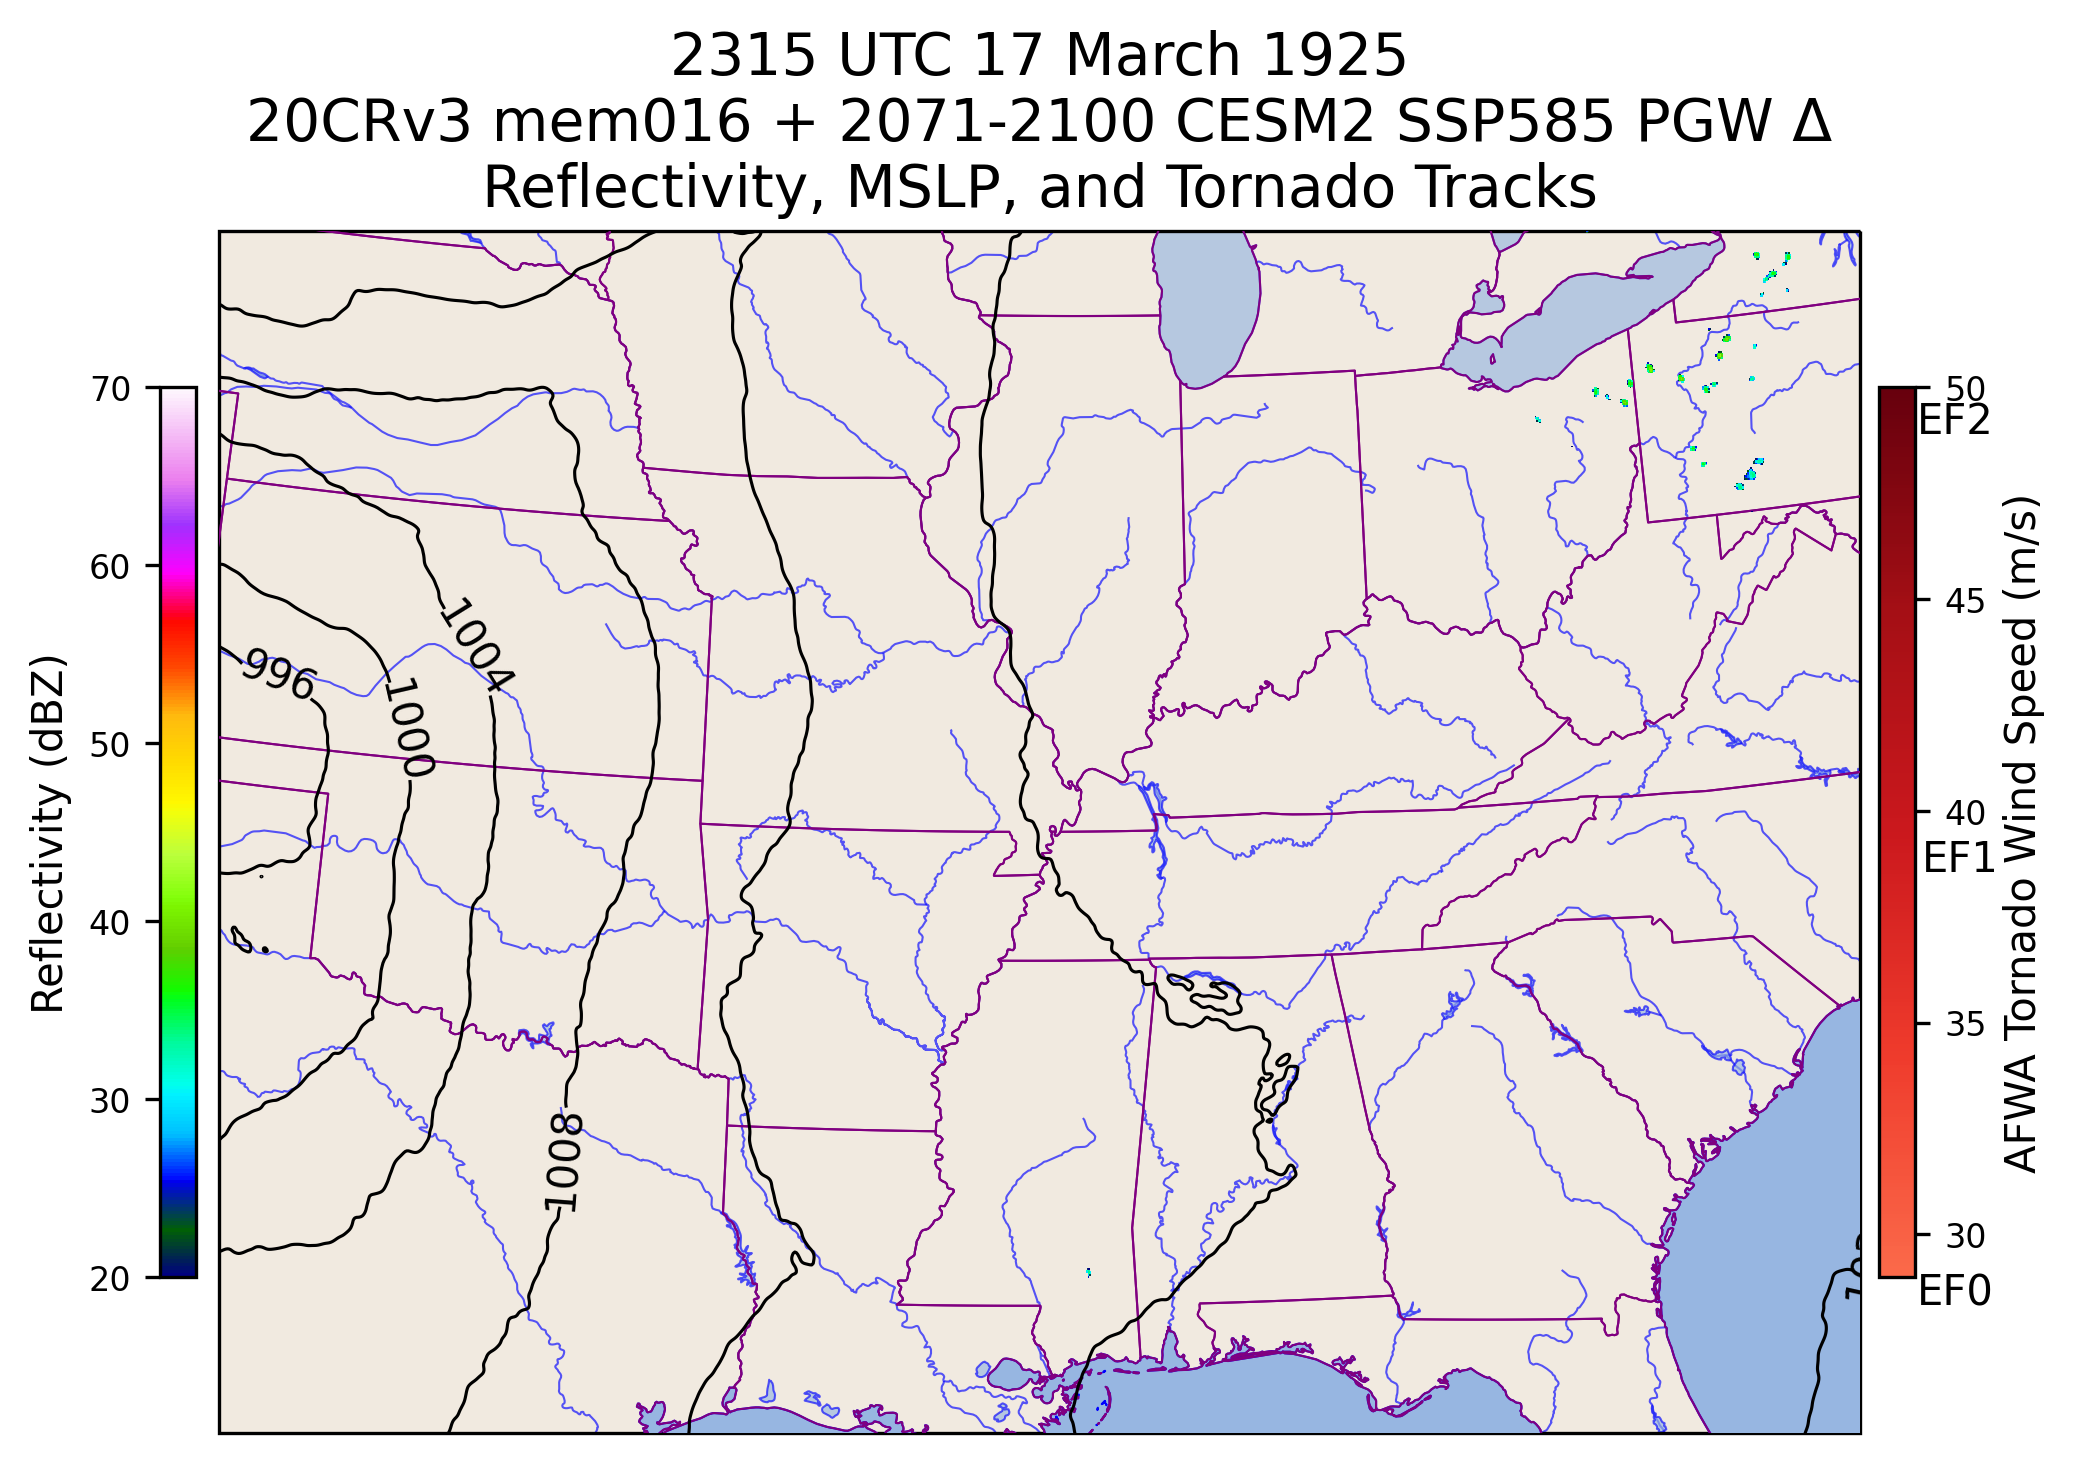 2315 UTC 17 March 1925
20CRv3 mem016 + 2071-2100 CESM2 SSP585 PGW Δ
Reflectivity, MSLP, and Tornado Tracks
70
60
50
40
30
20
Reflectivity (dBZ)
996
1000
1004
1008
50
EF2
45
40
EF1
35
30
EF0
AFWA Tornado Wind Speed (m/s)